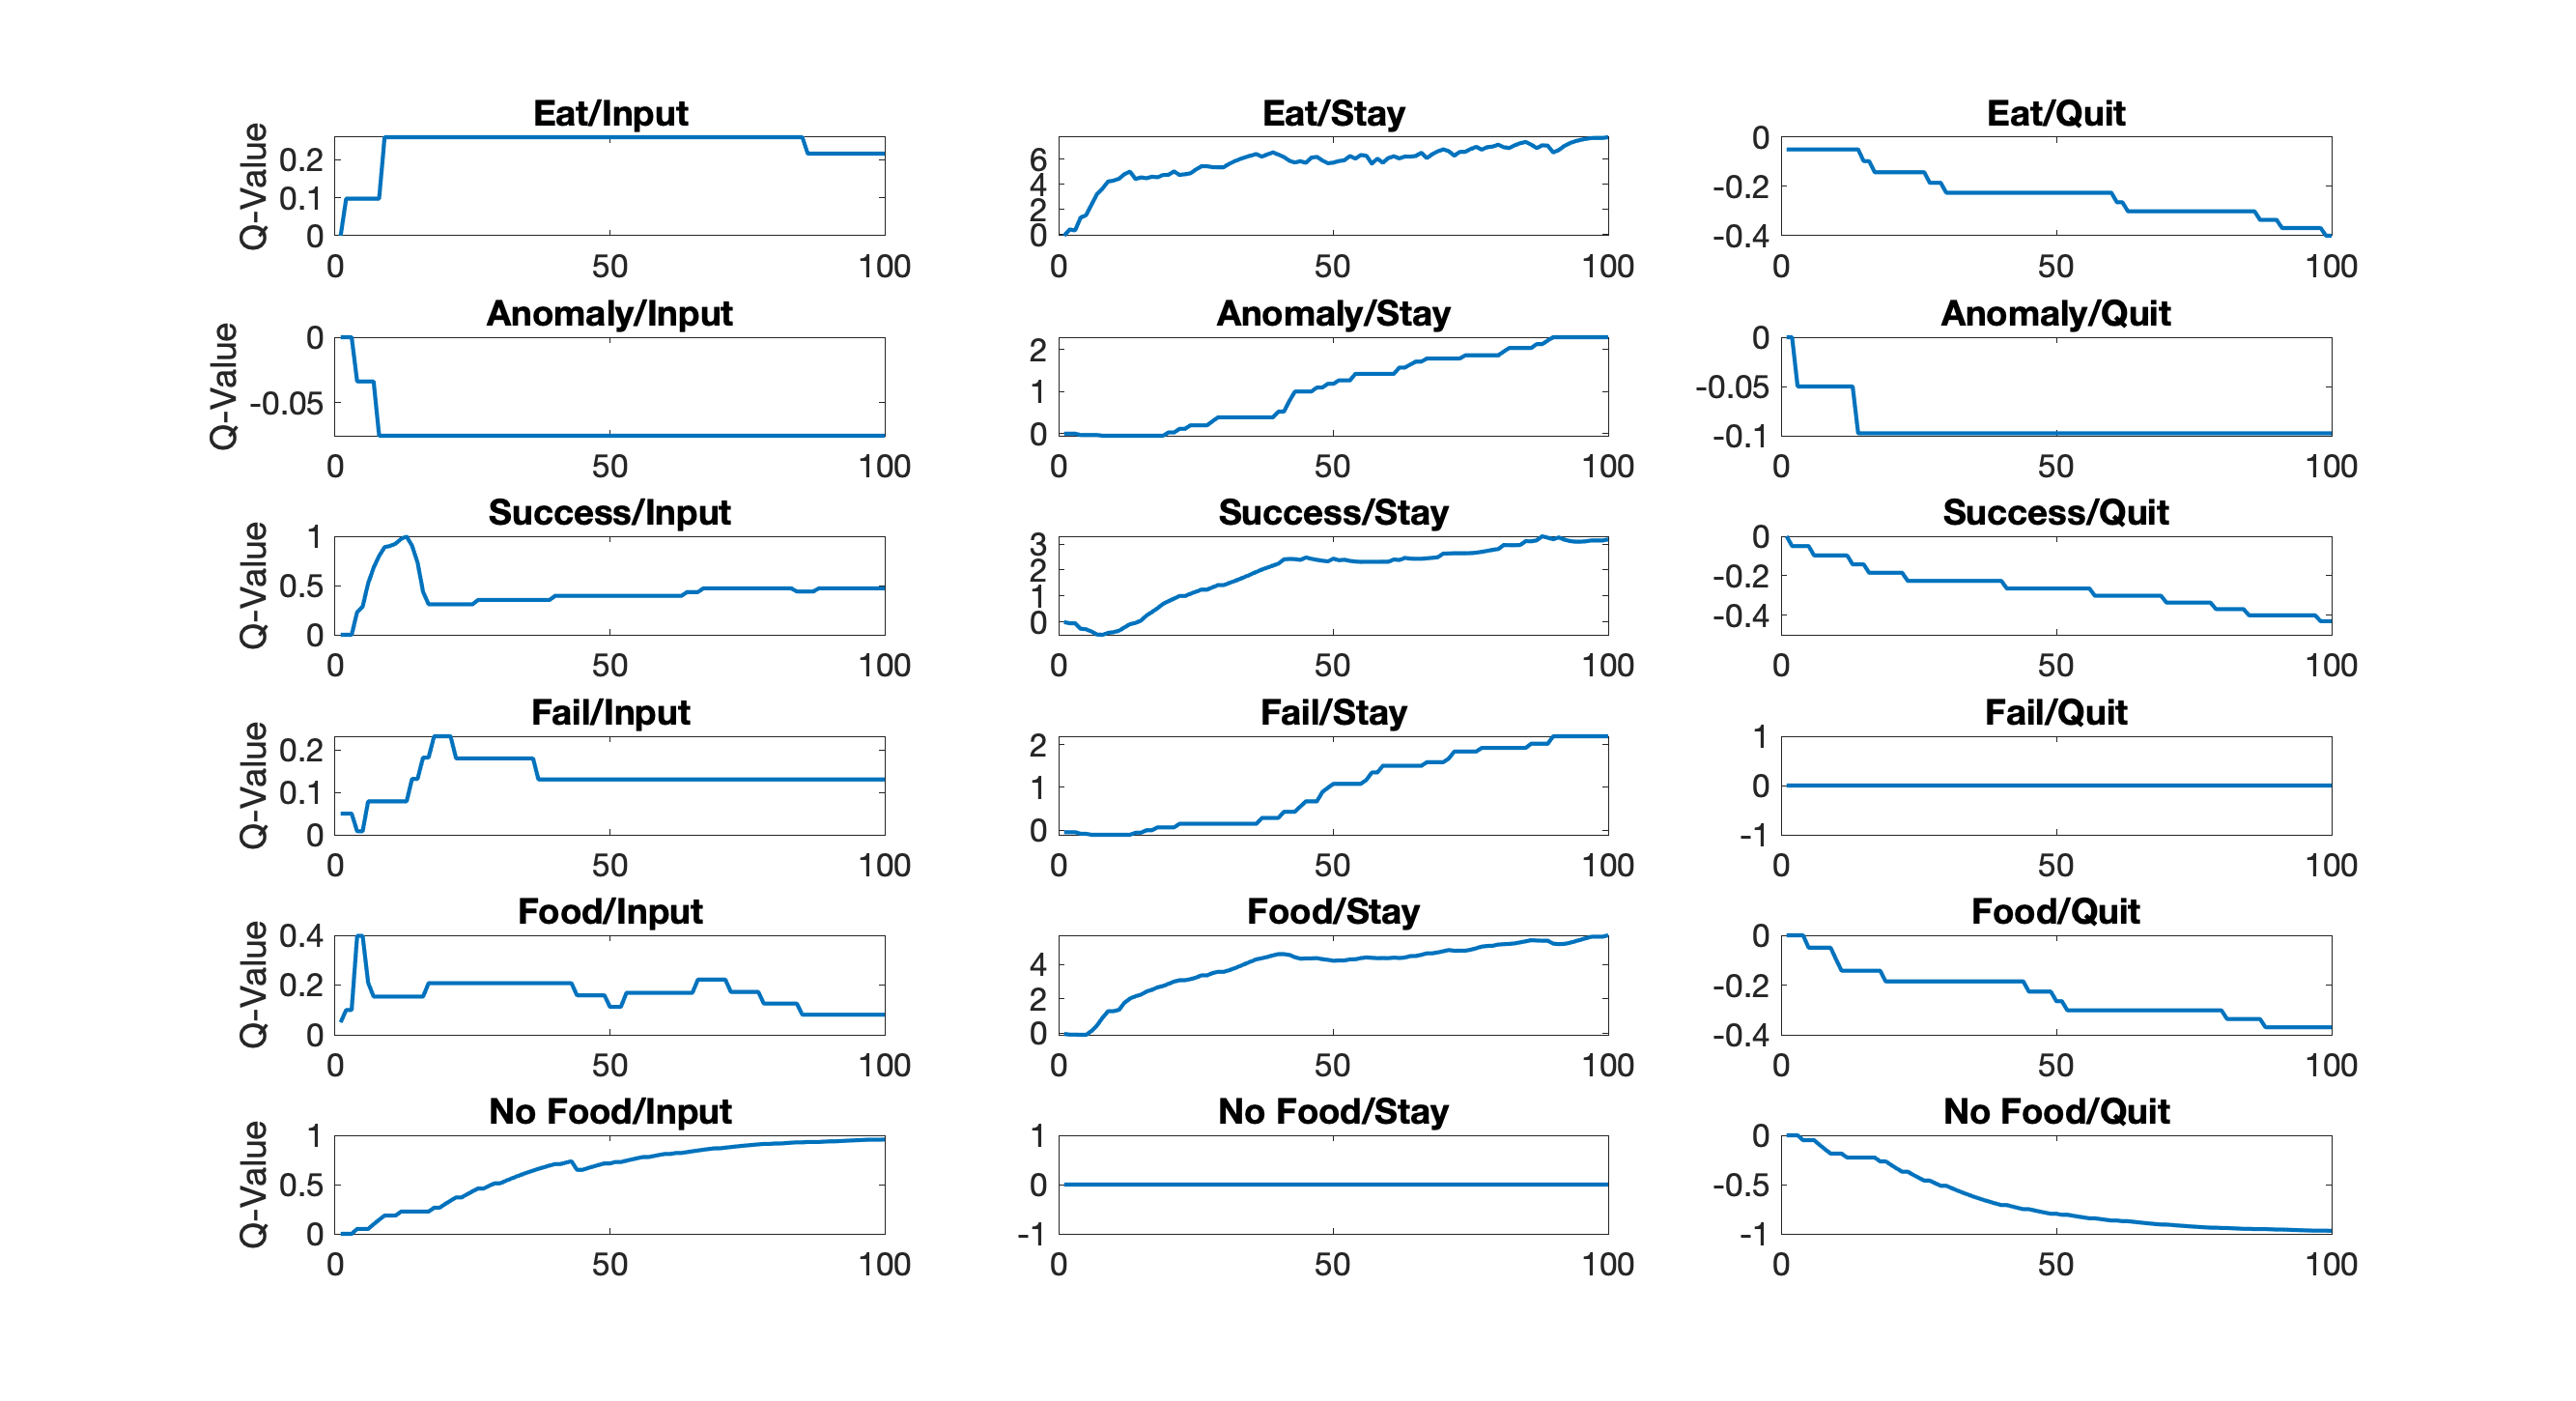 Eat/Input Eat/Stay Eat/Quit
Q-Value
0.2
0.1
0
0 50 100
6
4
2
0
0 50 100
0
-0.2
-0.4
0 50 100
Anomaly/Input Anomaly/Stay Anomaly/Quit
Q-Value
0
-0.05
0 50 100
2
1
0
0 50 100
0
-0.05
-0.1
0 50 100
Success/Input Success/Stay Success/Quit
Q-Value
1
0.5
0
0 50 100
3
2
1
0
0 50 100
0
-0.2
-0.4
0 50 100
Fail/Input Fail/Stay Fail/Quit
Q-Value
0.2
0.1
0
0 50 100
2
1
0
0 50 100
1
0
-1
0 50 100
Food/Input Food/Stay Food/Quit
Q-Value
0.4
0.2
0
0 50 100
4
2
0
0 50 100
0
-0.2
-0.4
0 50 100
No Food/Input No Food/Stay No Food/Quit
Q-Value
1
0.5
0
0 50 100
1
0
-1
0 50 100
0
-0.5
-1
0 50 100